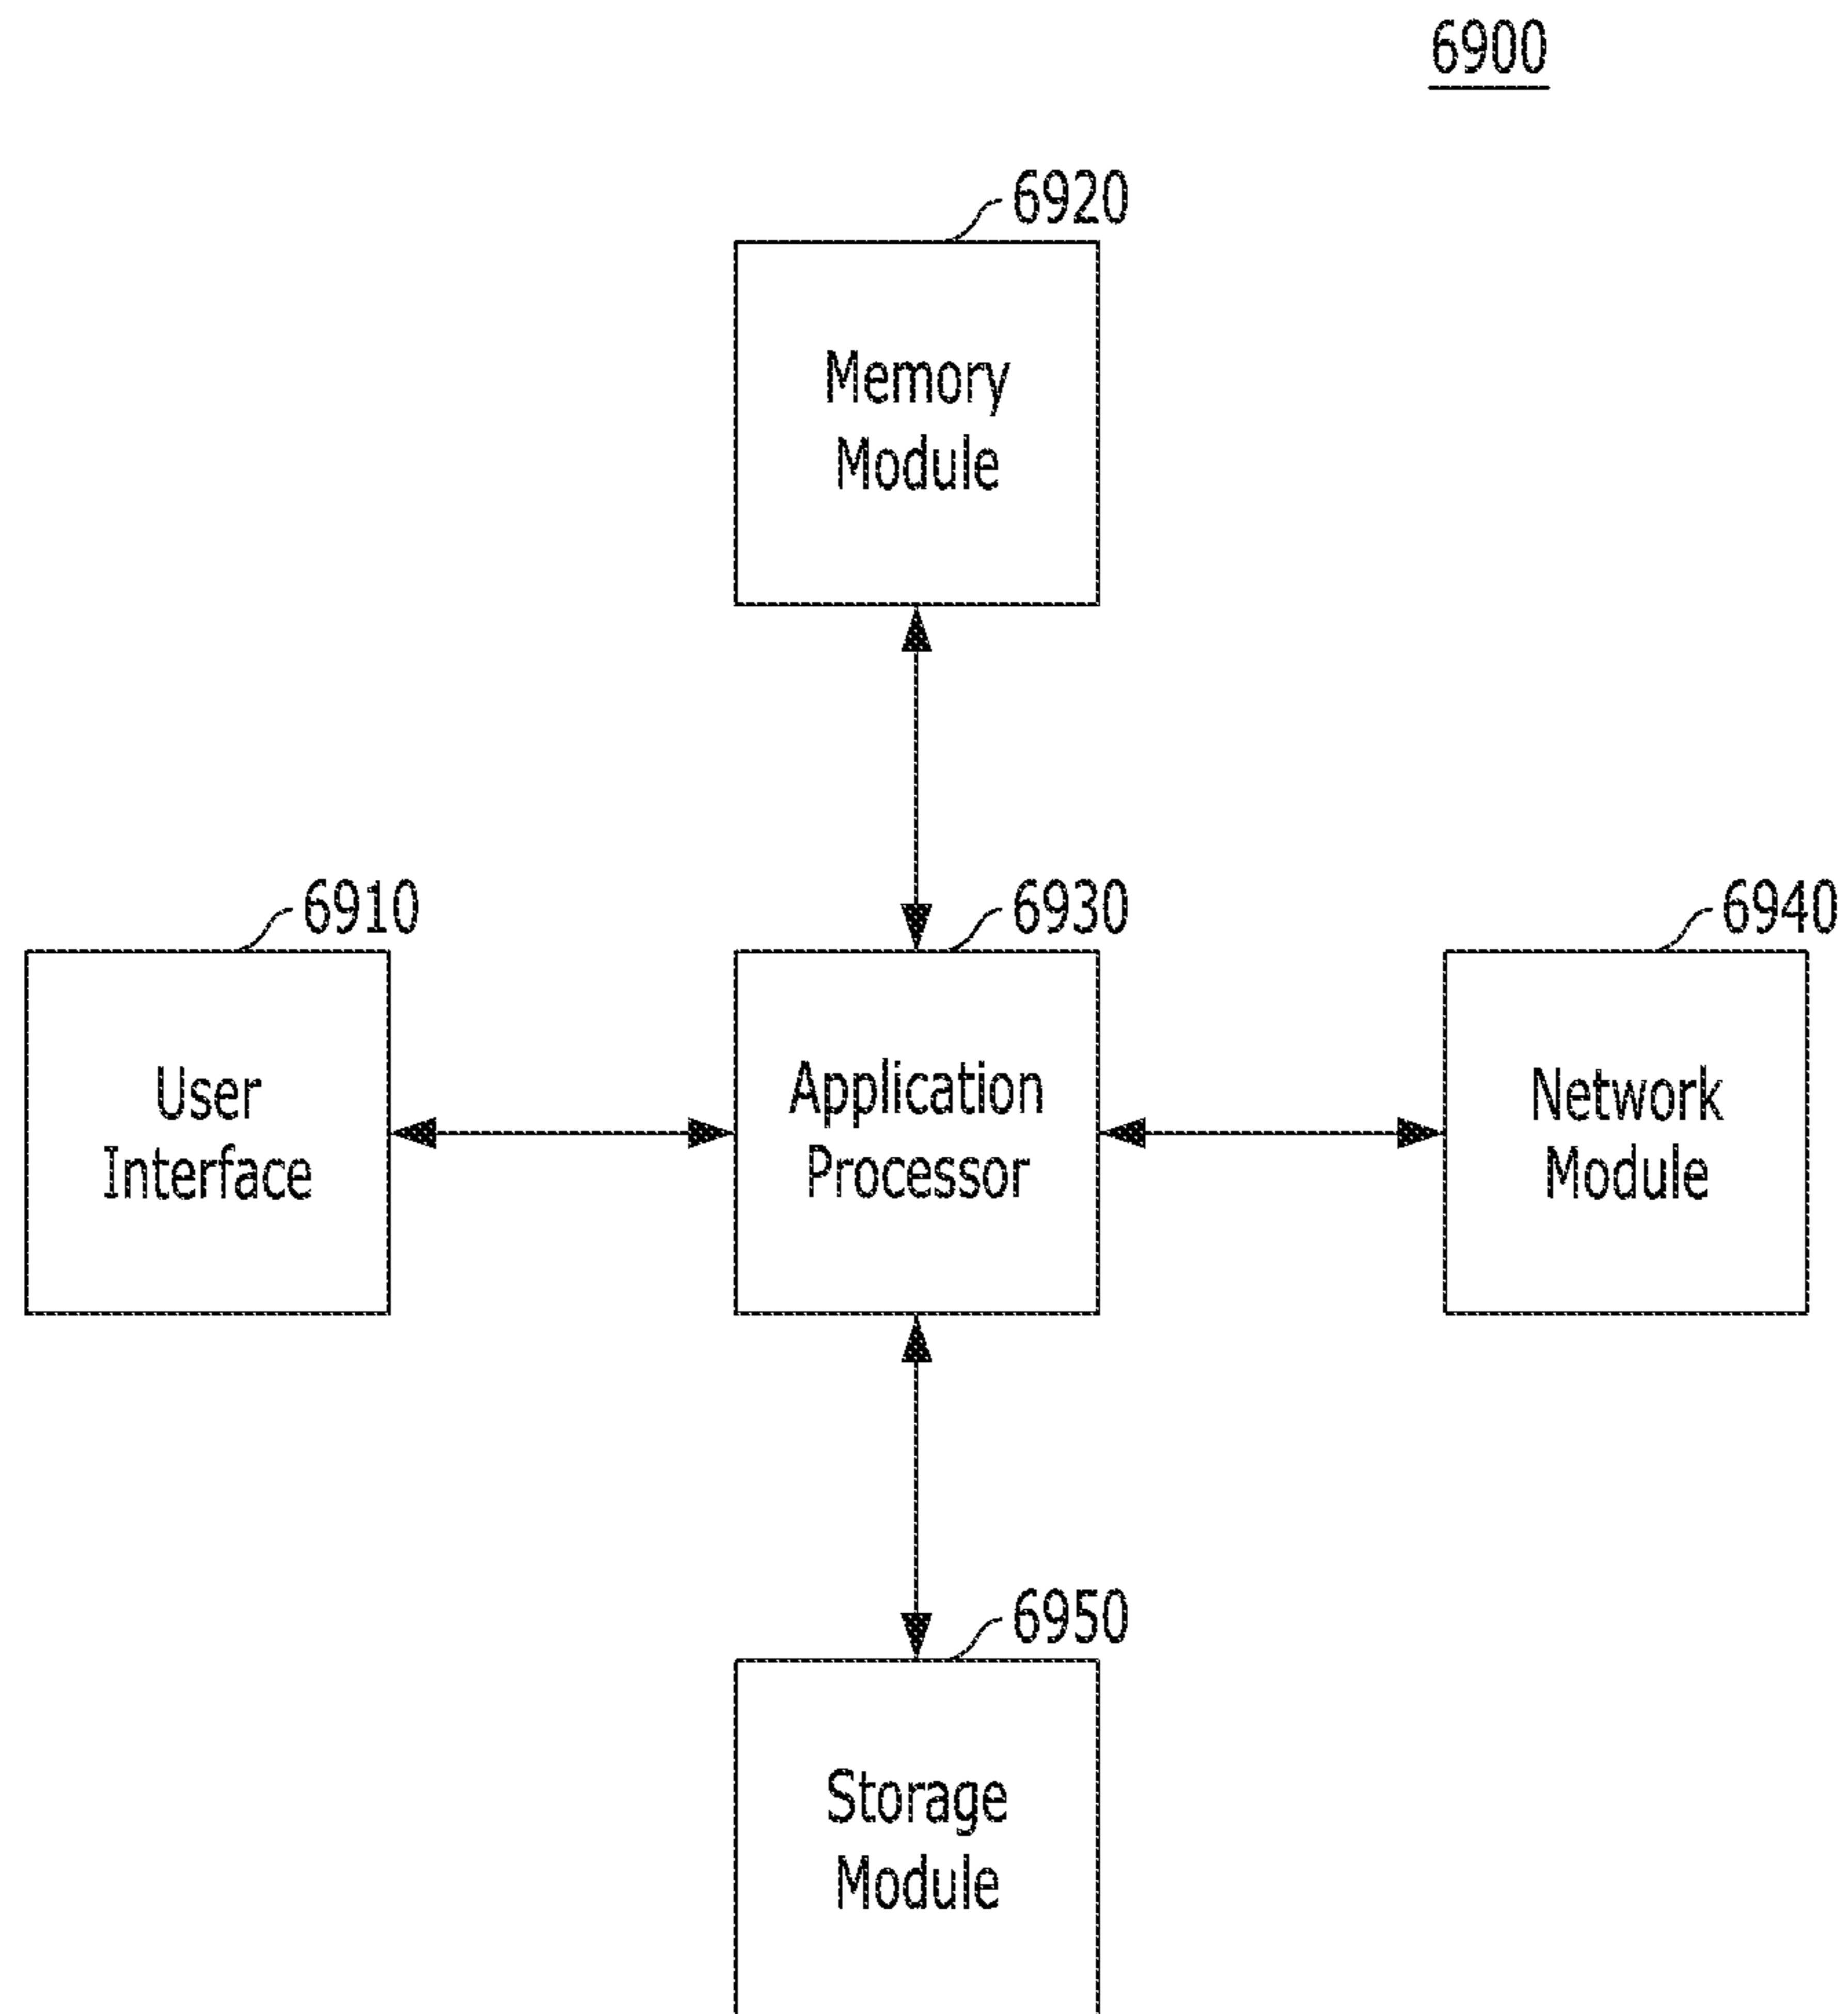 6900
6920
Memory
Module
6910
6930
6940
User
Interface
Application
Processor
Network
Module
6950
Storage
Module